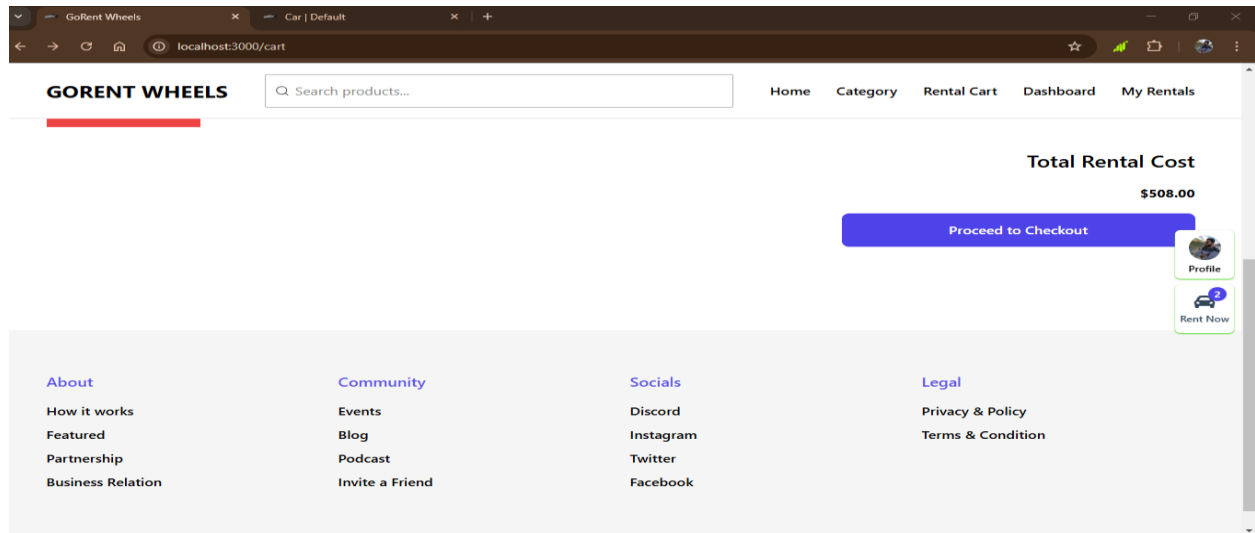 GoRent Wheels
Car | Default
localhost:3000/cart
GORENT WHEELS
Search products...
Home Category Rental Cart Dashboard My Rentals
Total Rental Cost
$508.00
Proceed to Checkout
Profile
2
Rent Now
About Community Socials Legal
How it works Events Discord Privacy & Policy
Featured Blog Instagram Terms & Condition
Partnership Podcast Twitter
Business Relation Invite a Friend Facebook